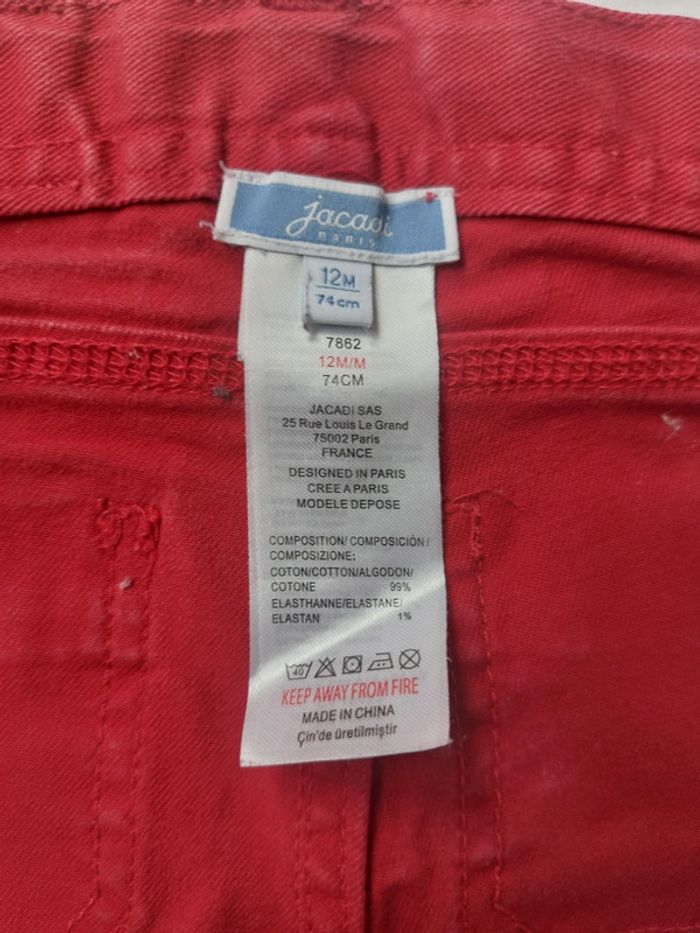 jacadi
PARIS
12M
74cm
7862
12M/M
74CM
JACADI SAS
25 Rue Louis Le Grand
75002 Paris
FRANCE
DESIGNED IN PARIS
CREE A PARIS
MODELE DEPOSE
COMPOSITION/ COMPOSICIÓN /
COMPOSIZIONE:
COTON/COTTON/ALGODON/
COTONE 99%
ELASTHANNE/ELASTANE/
ELASTAN 1%
40
KEEP AWAY FROM FIRE
MADE IN CHINA
Çin'de üretilmiştir